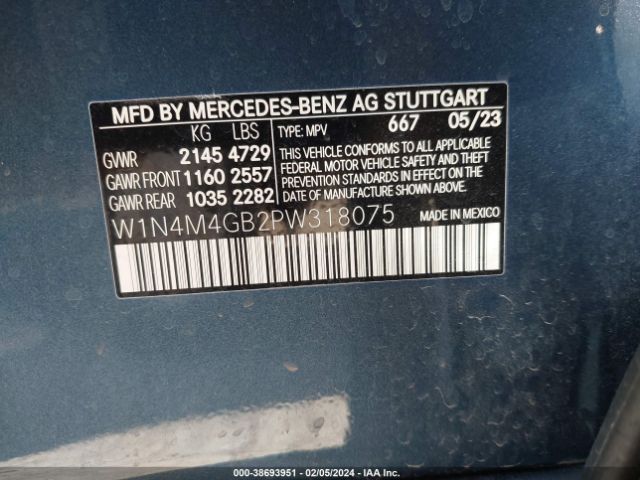 MFD BY MERCEDES-BENZ AG STUTTGART
KG LBS TYPE: MPV 667 05/23
GVWR 2145 4729
GAWR FRONT 1160 2557
GAWR REAR 1035 2282
THIS VEHICLE CONFORMS TO ALL APPLICABLE
FEDERAL MOTOR VEHICLE SAFETY AND THEFT
PREVENTION STANDARDS IN EFFECT ON THE
DATE OF MANUFACTURE SHOWN ABOVE.
W1N4M4GB2PW318075 MADE IN MEXICO
000-38693951 - 02/05/2024 - IAA Inc.